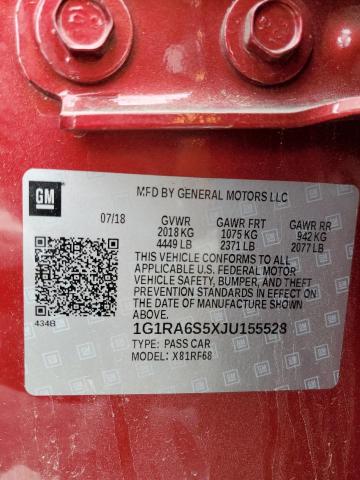 GM
MFD BY GENERAL MOTORS LLC
07/18 GVWR GAWR FRT GAWR RR
2018 KG 1075 KG 942 KG
4449 LB 2371 LB 2077 LB
THIS VEHICLE CONFORMS TO ALL
APPLICABLE U.S. FEDERAL MOTOR
VEHICLE SAFETY, BUMPER, AND THEFT
PREVENTION STANDARDS IN EFFECT ON
THE DATE OF MANUFACTURE SHOWN
ABOVE.
434B
1G1RA6S5XJU155528
TYPE: PASS CAR
MODEL: X81RF68